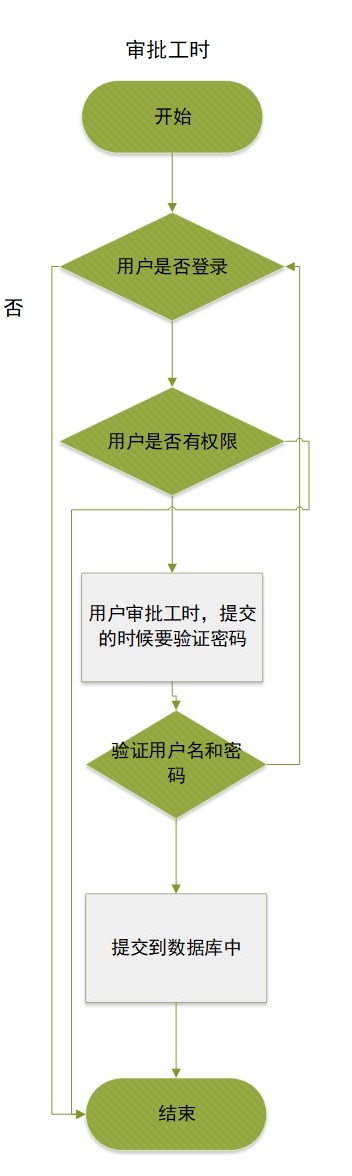 审批工时
开始
用户是否登录
否
用户是否有权限
用户审批工时，提交
的时候要验证密码
验证用户名和密
码
提交到数据库中
结束